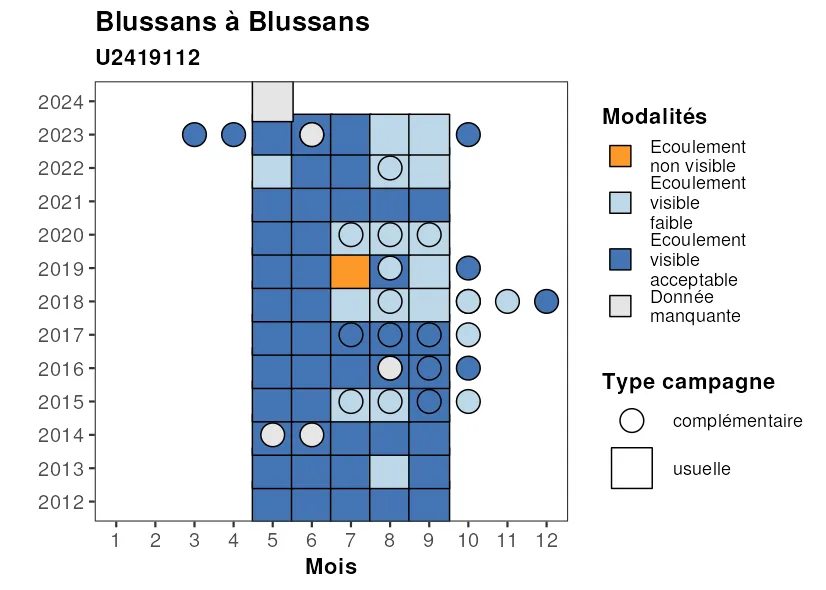 Blussans à Blussans
U2419112
2024
2023
2022
2021
2020
2019
2018
2017
2016
2015
2014
2013
2012
1 2 3 4 5 6 7 8 9 10 11 12
Mois
Modalités
Ecoulement
non visible
Ecoulement
visible
faible
Ecoulement
visible
acceptable
Donnée
manquante
Type campagne
complémentaire
usuelle